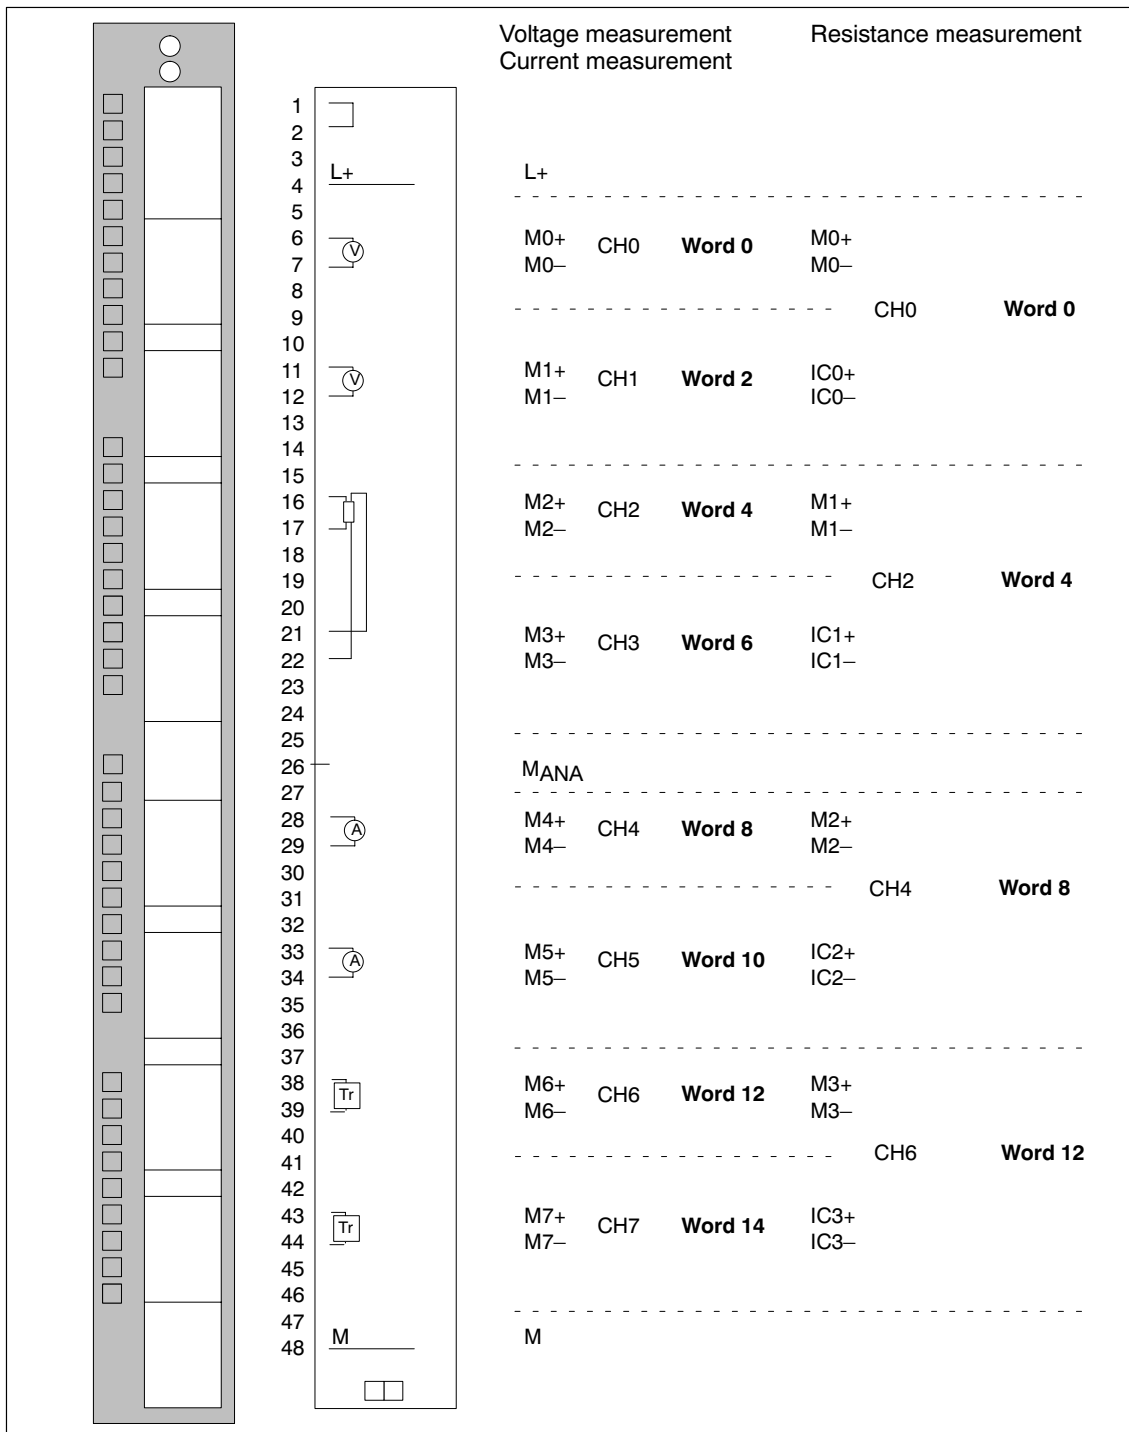 Voltage measurement Resistance measurement
Current measurement
1
2
3
4 L+ L+
5
6 M0+ CH0 Word 0 M0+
7 V M0– M0–
8
9 CH0 Word 0
10
11 M1+ CH1 Word 2 IC0+
12 V M1– IC0–
13
14
15
16 M2+ CH2 Word 4 M1+
17 M2– M1–
18
19 CH2 Word 4
20
21 M3+ CH3 Word 6 IC1+
22 M3– IC1–
23
24
25
26 MANA
27
28 A M4+ CH4 Word 8 M2+
29 M4– M2–
30
31 CH4 Word 8
32
33 A M5+ CH5 Word 10 IC2+
34 M5– IC2–
35
36
37
38 Tr M6+ CH6 Word 12 M3+
39 M6– M3–
40
41 CH6 Word 12
42
43 Tr M7+ CH7 Word 14 IC3+
44 M7– IC3–
45
46
47
48 M M